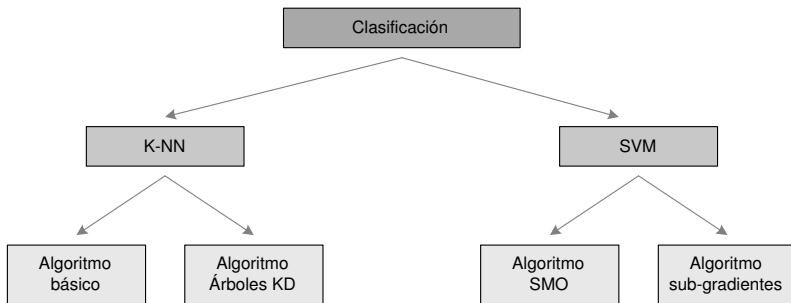 Clasificación
K-NN
SVM
Algoritmo
básico
Algoritmo
Árboles KD
Algoritmo
SMO
Algoritmo
sub-gradientes